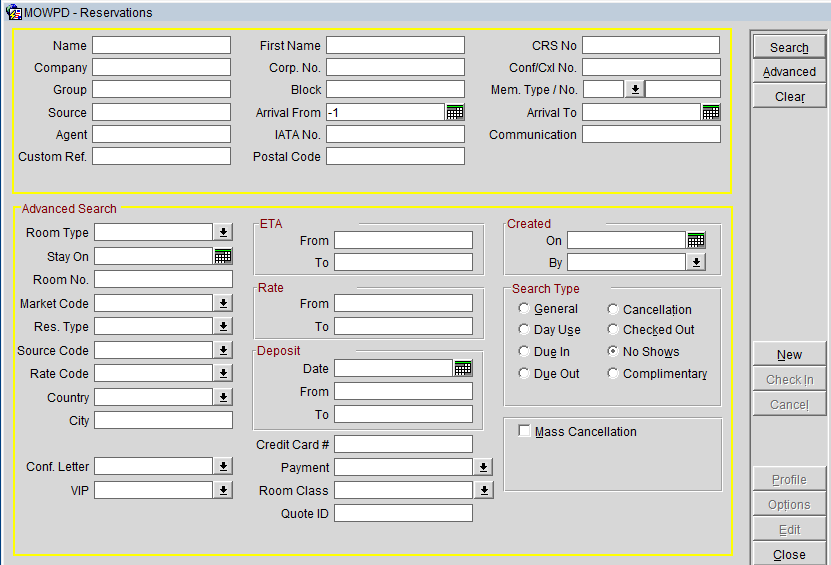 MOWPD - Reservations
Name First Name CRS No Search
Company Corp. No. Conf/Cxl No. Advanced
Group Block Mem. Type / No. Clear
Source Arrival From -1 Arrival To
Agent IATA No. Communication
Custom Ref. Postal Code
Advanced Search
Room Type ETA Created
From On
Stay On To By
Room No. Rate Search Type
Market Code From General Cancellation
Res. Type To Day Use Checked Out
Source Code Deposit Due In No Shows New
Rate Code Date Due Out Complimentary Check In
Country From Cancel
City To
Mass Cancellation
Credit Card #
Conf. Letter Payment Profile
VIP Room Class Options
Quote ID Edit
Close